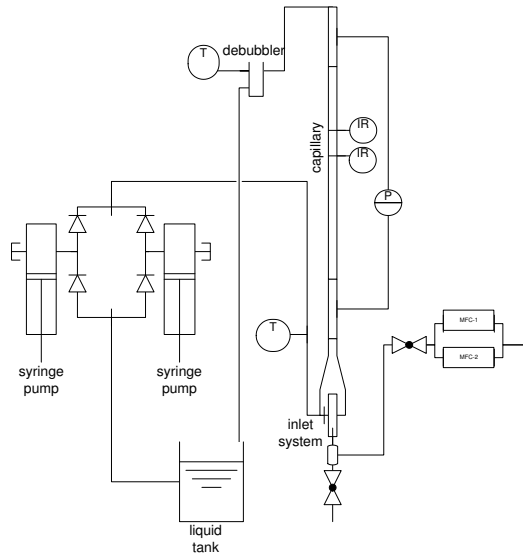 debubbler
T
IR
IR
capillary
P
T
MFC-1
MFC-2
syringe
pump
syringe
pump
inlet
system
liquid
tank